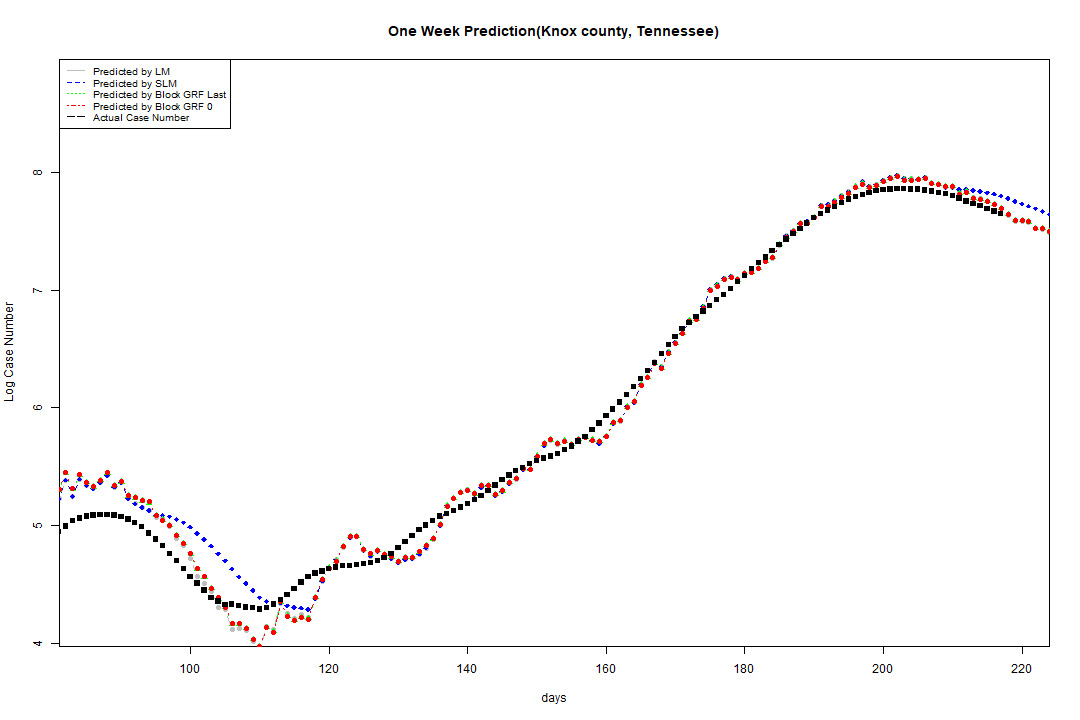 One Week Prediction(Knox county, Tennessee)
Predicted by LM
Predicted by SLM
Predicted by Block GRF Last
Predicted by Block GRF 0
Actual Case Number
8
7
6
5
4
Log Case Number
100 120 140 160 180 200 220
days